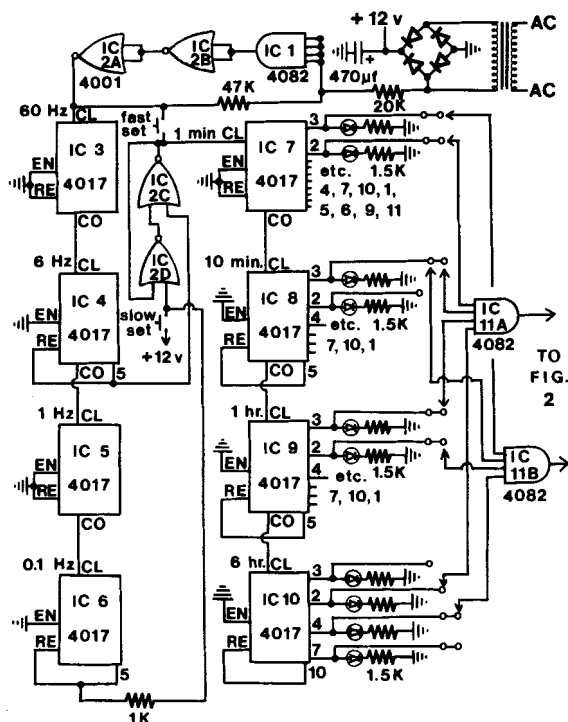 +12 v
AC
IC 2A
IC 2B
IC 1
4001
4082
470µf
+
20K
AC
47K
60 Hz CL
fast set
1 min CL
IC 3
4017
EN
RE
CO
IC 2C
IC 7
4017
EN
RE
CO
3
2
etc. 1.5K
4, 7, 10, 1,
5, 6, 9, 11
6 Hz CL
IC 4
4017
EN
RE
CO 5
IC 2D
slow set
+12 v
10 min. CL
IC 8
4017
EN
RE
CO 5
3
2
4
etc. 1.5K
7, 10, 1
IC 11A
4082
TO FIG. 2
1 Hz CL
IC 5
4017
EN
RE
CO
1 hr. CL
IC 9
4017
EN
RE
CO 5
3
2
4
1.5K
etc.
7, 10, 1
IC 11B
4082
0.1 Hz CL
IC 6
4017
EN
RE
5
1K
6 hr. CL
IC 10
4017
EN
RE
3
2
4
7
10
1.5K